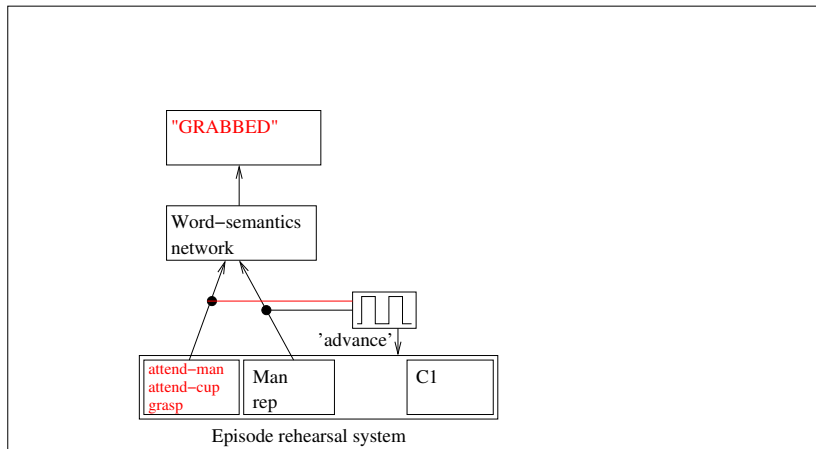 "GRABBED"
Word−semantics
network
'advance'
attend−man
attend−cup
grasp
Man
rep
C1
Episode rehearsal system